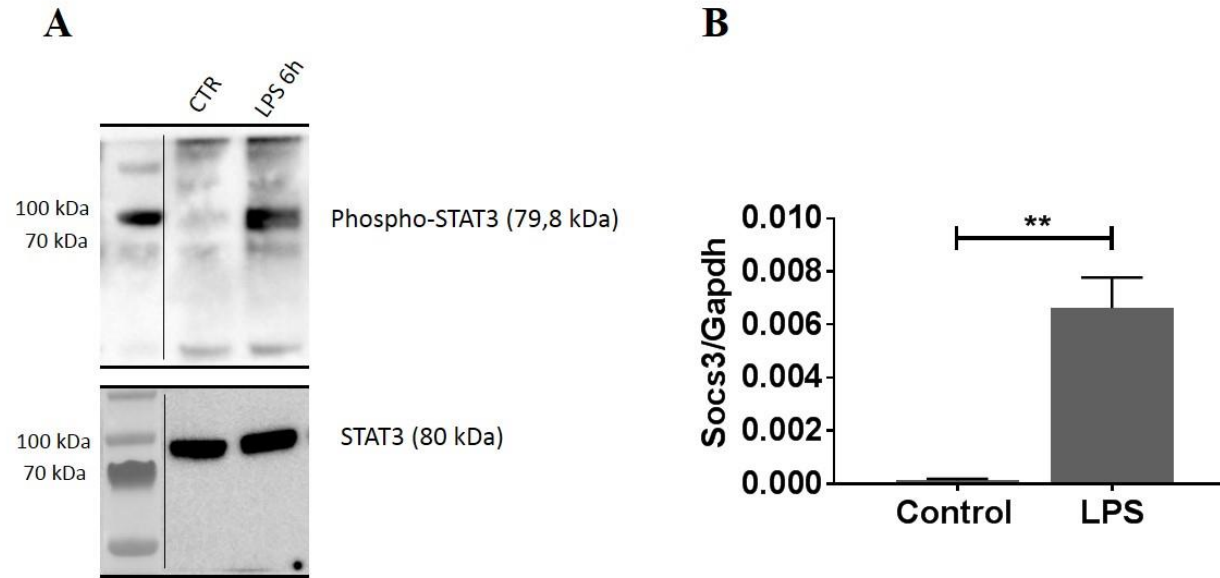 A
CTR
LPS 6h
100 kDa
70 kDa
Phospho-STAT3 (79,8 kDa)
100 kDa
70 kDa
STAT3 (80 kDa)
B
**
0.010
0.008
0.006
0.004
0.002
0.000
Socs3/Gapdh
Control
LPS